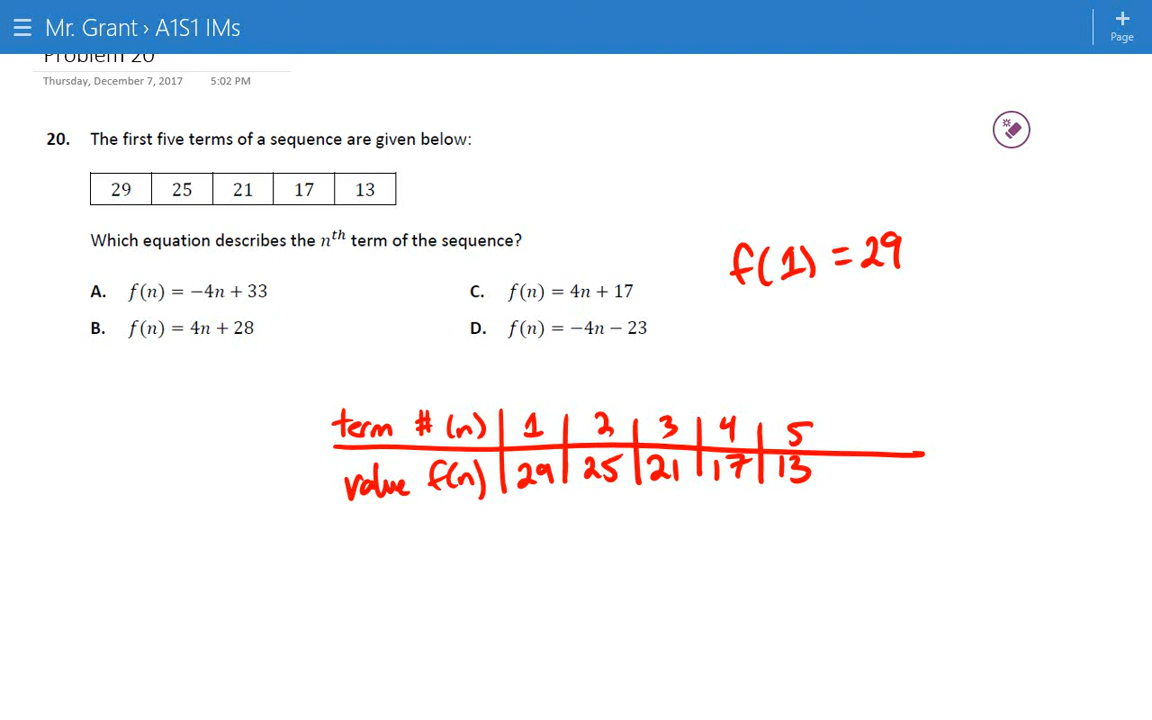 Mr. Grant › A1S1 IMs
Page
Problem 20
Thursday, December 7, 2017 5:02 PM
20. The first five terms of a sequence are given below:
29 25 21 17 13
Which equation describes the nᵗʰ term of the sequence?
f(1) = 29
A. f(n) = −4n + 33
C. f(n) = 4n + 17
B. f(n) = 4n + 28
D. f(n) = −4n − 23
term # (n) | 1 | 2 | 3 | 4 | 5
value f(n) | 29 | 25 | 21 | 17 | 13